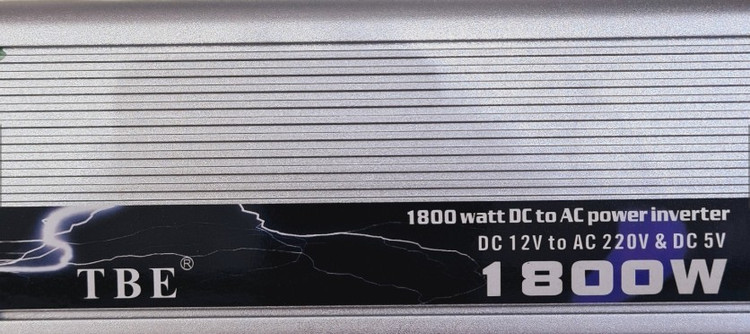 1800 watt DC to AC power inverter
DC 12V to AC 220V & DC 5V
TBE®
1800W